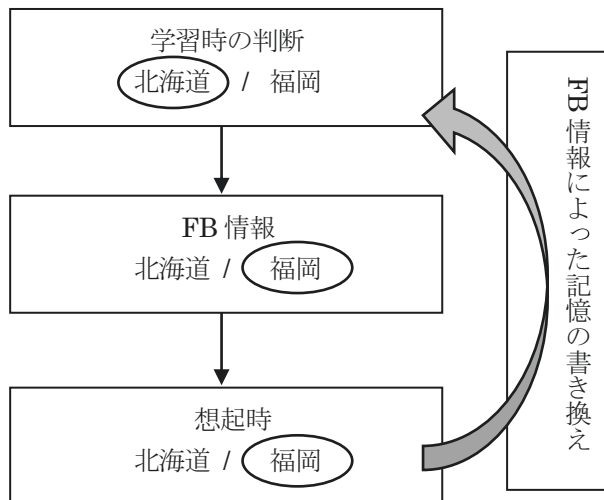 学習時の判断
北海道 / 福岡
FB 情報
北海道 / 福岡
想起時
北海道 / 福岡
FB 情報によった記憶の書き換え